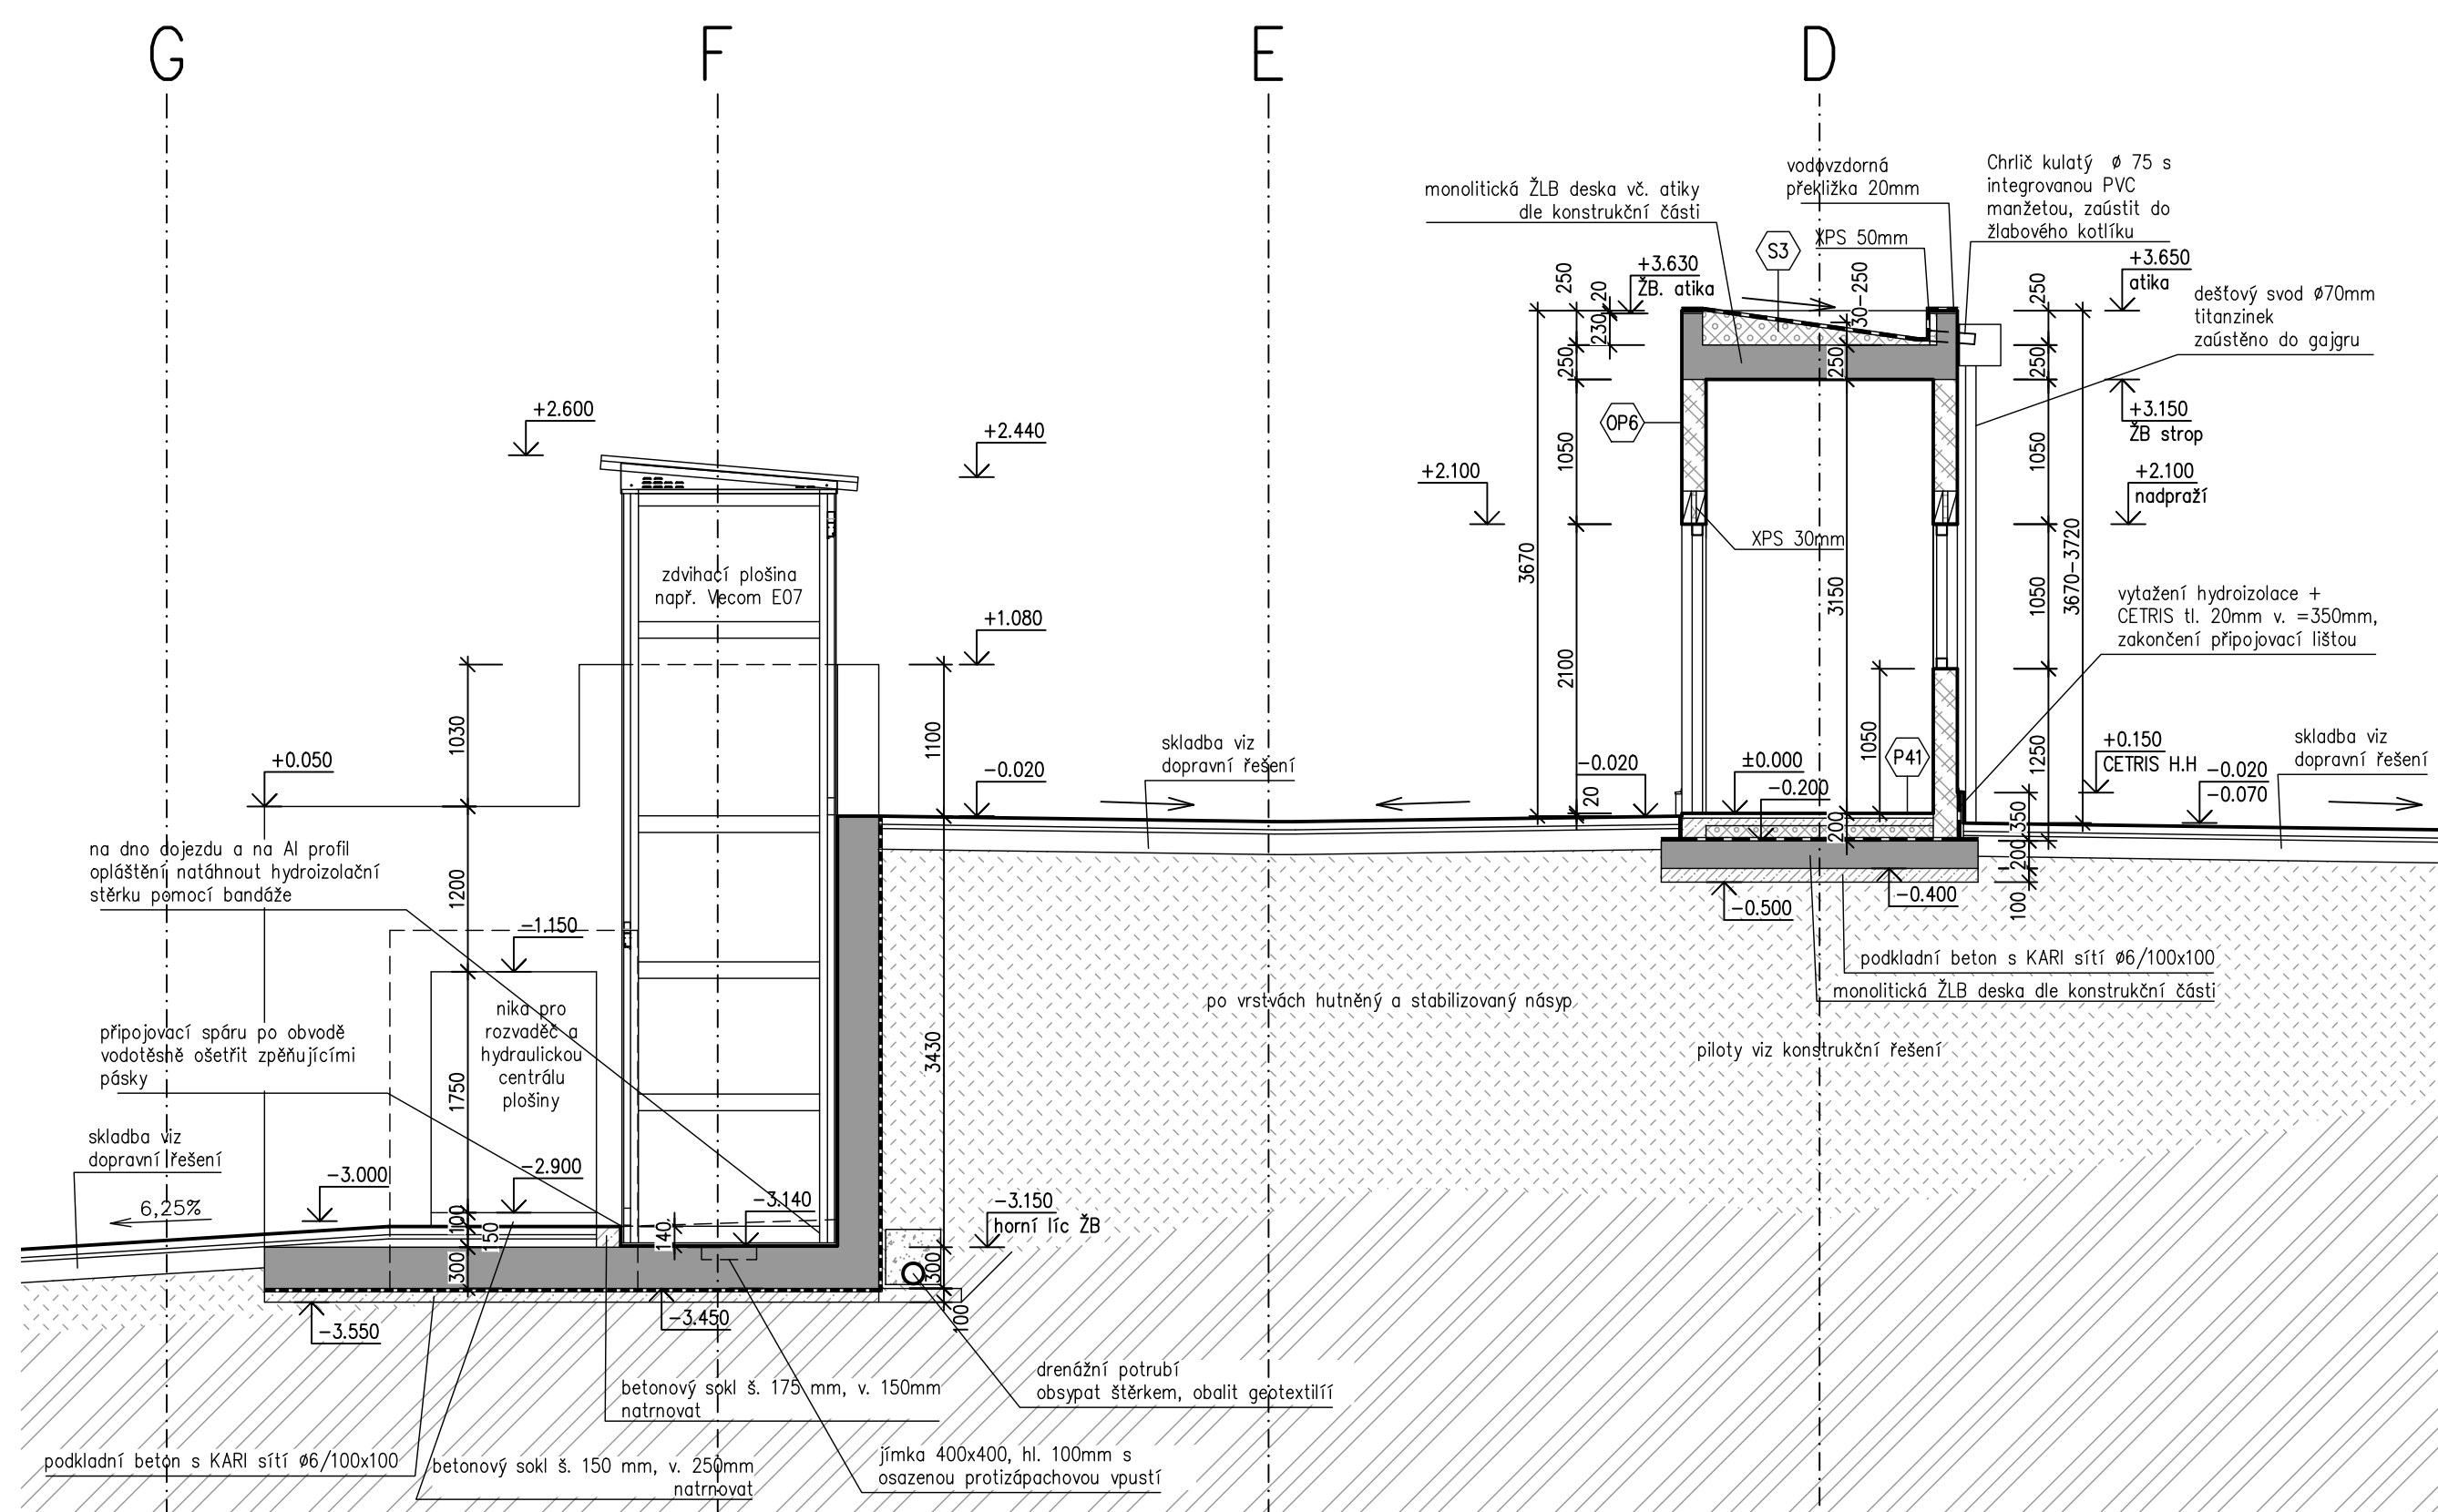 G
F
E
D
monolitická ŽLB deska vč. atiky
dle konstrukční části
vodovzdorná
překližka 20mm
Chrlič kulatý ø 75 s
integrovanou PVC
manžetou, zaústit do
žlabového kotlíku
S3
XPS 50mm
+3.630
ŽB. atika
+3.650
atika
dešťový svod ø70mm
titanzinek
zaústěno do gajgru
250
20
230
30-250
250
250
250
250
+2.600
+2.440
OP6
+3.150
ŽB strop
1050
1050
+2.100
+2.100
nadpraží
XPS 30mm
zdvihací plošina
např. Vecom E07
3670
3150
1050
3670-3720
vytažení hydroizolace +
CETRIS tl. 20mm v. =350mm,
zakončení připojovací lištou
+1.080
2100
1030
1100
1050
1250
skladba viz
dopravní řešení
skladba viz
dopravní řešení
+0.050
-0.020
-0.020
±0.000
P41
+0.150
CETRIS H.H
-0.020
-0.070
-0.200
20
200
350
200
100
na dno dojezdu a na Al profil
opláštění natáhnout hydroizolační
stěrku pomocí bandáže
1200
-1.150
-0.500
-0.400
podkladní beton s KARI sítí ø6/100x100
monolitická ŽLB deska dle konstrukční části
po vrstvách hutněný a stabilizovaný násyp
piloty viz konstrukční řešení
nika pro
rozvaděč a
hydraulickou
centrálu
plošiny
připojovací spáru po obvodě
vodotěsně ošetřit zpěňujícími
pásky
1750
3430
skladba viz
dopravní řešení
-3.000
-2.900
-3.140
-3.150
horní líc ŽB
6,25%
100
150
140
300
300
100
-3.550
-3.450
drenážní potrubí
obsypat štěrkem, obalit geotextilíí
betonový sokl š. 175 mm, v. 150mm
natrnovat
jímka 400x400, hl. 100mm s
osazenou protizápachovou vpustí
podkladní beton s KARI sítí ø6/100x100
betonový sokl š. 150 mm, v. 250mm
natrnovat